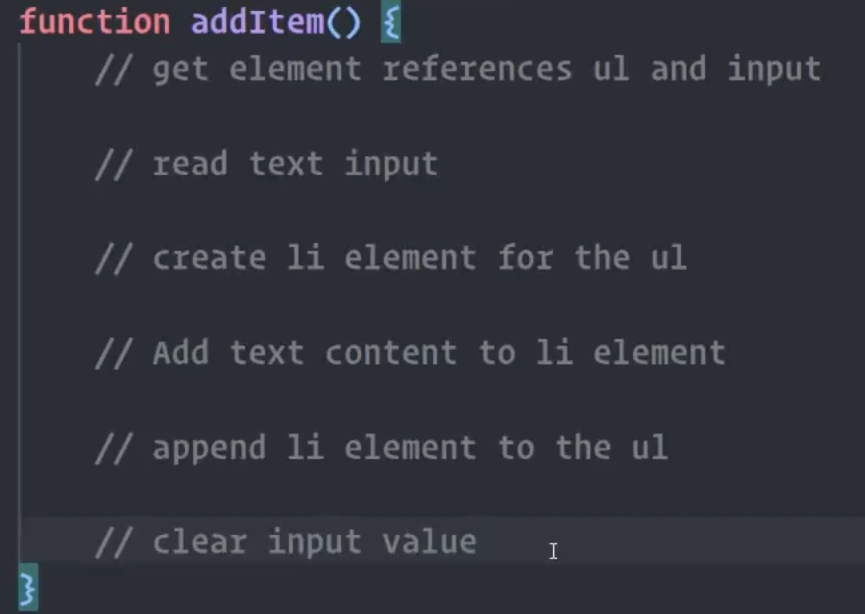 function addItem() {
// get element references ul and input
// read text input
// create li element for the ul
// Add text content to li element
// append li element to the ul
// clear input value
}